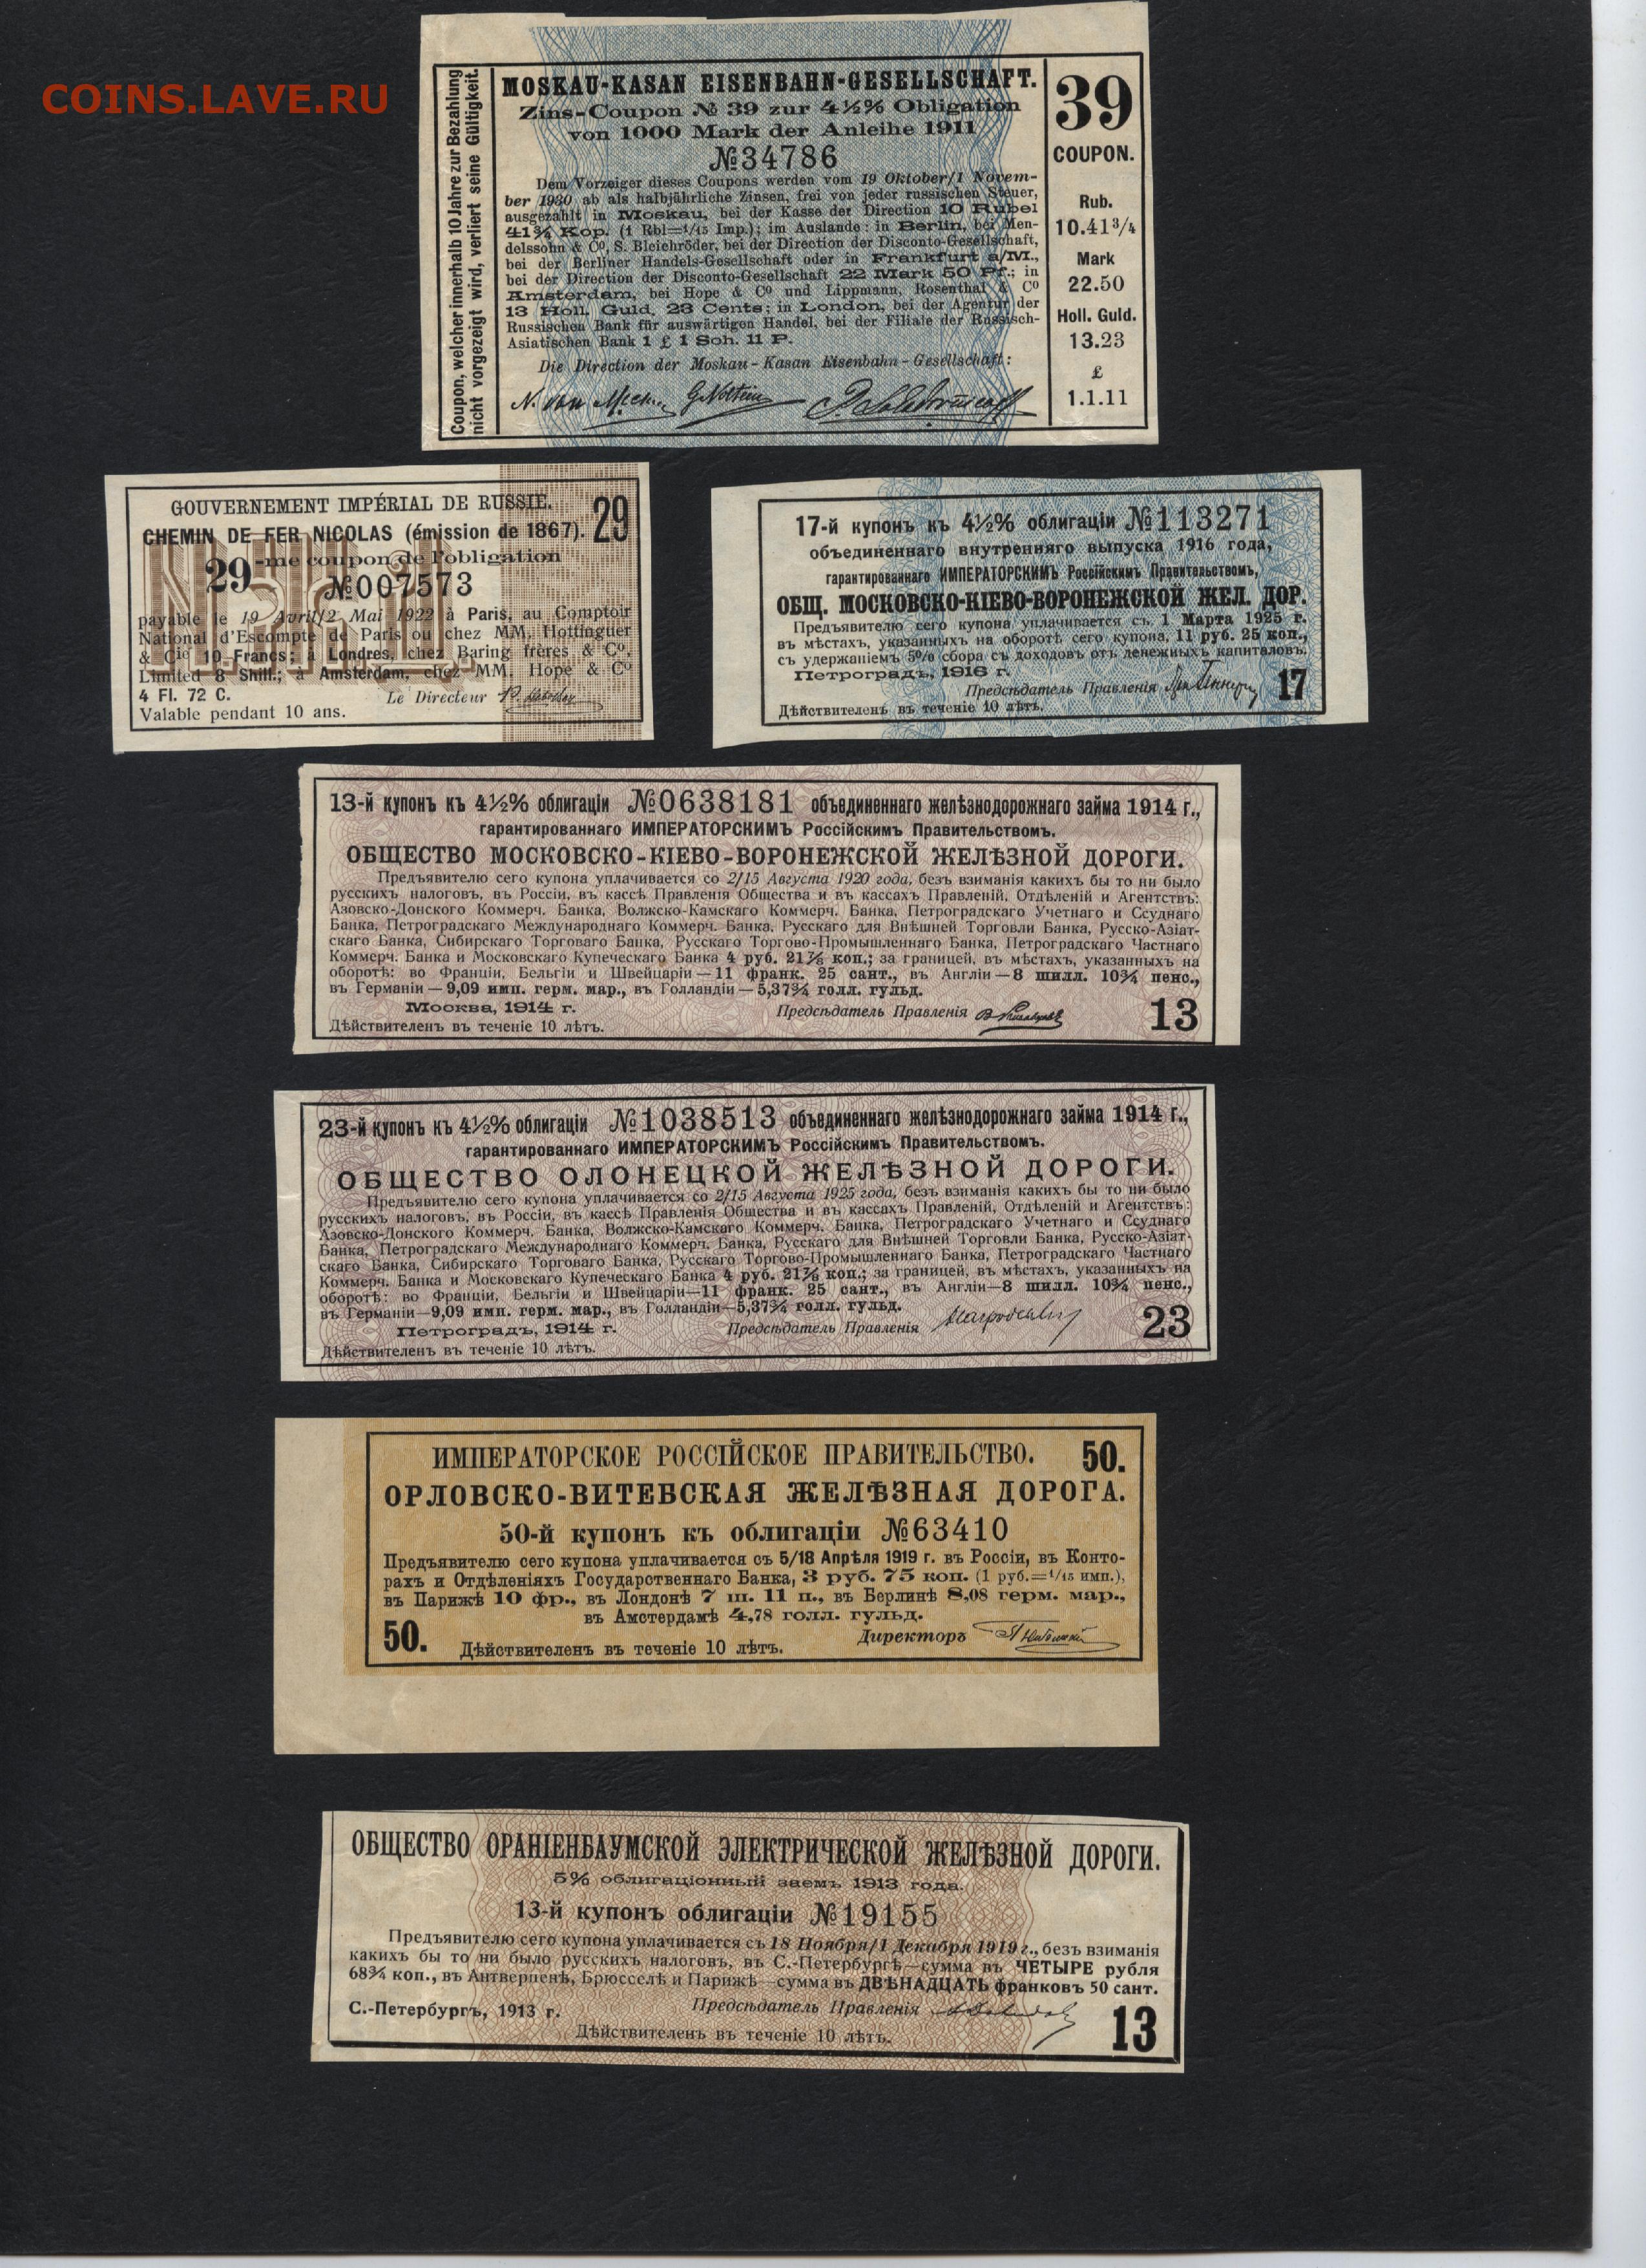 COINS.LAVE.RU
Coupon, welcher innerhalb 10 Jahre zur Bezahlung
nicht vorgezeigt wird, verliert seine Gültigkeit.
MOSKAU-KASAN EISENBAHN-GESELLSCHAFT.
Zins-Coupon № 39 zur 4½% Obligation
von 1000 Mark der Anleihe 1911
№34786
Dem Vorzeiger dieses Coupons werden vom 19 Oktober/1 Novem-
ber 1930 ab als halbjährliche Zinsen, frei von jeder russischen Steuer,
ausgezahlt in Moskau, bei der Kasse der Direction 10 Rubel
41¾ Kop. (1 Rbl=1/15 Imp.); im Auslande: in Berlin, bei Men-
delssohn & Cº, S. Bleichröder, bei der Direction der Disconto-Gesellschaft,
bei der Berliner Handels-Gesellschaft oder in Frankfurt a/M.,
bei der Direction der Disconto-Gesellschaft 22 Mark 50 Pf.; in
Amsterdam, bei Hope & Cº und Lippmann, Rosenthal & Cº
13 Holl. Guld. 23 Cents; in London, bei der Agentur der
Russischen Bank für auswärtigen Handel, bei der Filiale der Russisch-
Asiatischen Bank 1 £ 1 Sch. 11 P.
Die Direction der Moskau-Kasan Eisenbahn-Gesellschaft:
N. von Meck
39
COUPON.
Rub.
10.41¾
Mark
22.50
Holl. Guld.
13.23
£
1.1.11
GOUVERNEMENT IMPÉRIAL DE RUSSIE.
29
CHEMIN DE FER NICOLAS (émission de 1867).
29-me coupon de l'obligation
№007573
payable le 19 Avril/2 Mai 1922 à Paris, au Comptoir
National d'Escompte de Paris ou chez MM. Hottinguer
& Cie 10 Francs; à Londres, chez Baring frères & Cº.
Limited 8 Shill.; à Amsterdam, chez MM. Hope & Cº
4 Fl. 72 C.
Le Directeur
Valable pendant 10 ans.
17-й купонъ къ 4½% облигаціи №113271
объединеннаго внутренняго выпуска 1916 года,
гарантированнаго ИМПЕРАТОРСКИМЪ Россійскимъ Правительствомъ,
ОБЩ. МОСКОВСКО-КІЕВО-ВОРОНЕЖСКОЙ ЖЕЛ. ДОР.
Предъявителю сего купона уплачивается съ 1 Марта 1925 г.
въ мѣстахъ, указанныхъ на оборотѣ сего купона, 11 руб. 25 коп.,
съ удержаніемъ 5% сбора съ доходовъ отъ денежныхъ капиталовъ.
Петроградъ, 1916 г.
Предсѣдатель Правленія
17
Дѣйствителенъ въ теченіе 10 лѣтъ.
13-й купонъ къ 4½% облигаціи №0638181 объединеннаго желѣзнодорожнаго займа 1914 г.,
гарантированнаго ИМПЕРАТОРСКИМЪ Россійскимъ Правительствомъ.
ОБЩЕСТВО МОСКОВСКО-КІЕВО-ВОРОНЕЖСКОЙ ЖЕЛѢЗНОЙ ДОРОГИ.
Предъявителю сего купона уплачивается со 2/15 Августа 1920 года, безъ взиманія какихъ бы то ни было
русскихъ налоговъ, въ Россіи, въ кассѣ Правленія Общества и въ кассахъ Правленій, Отдѣленій и Агентствъ:
Азовско-Донского Коммерч. Банка, Волжско-Камскаго Коммерч. Банка, Петроградскаго Учетнаго и Ссуднаго
Банка, Петроградскаго Международнаго Коммерч. Банка, Русскаго для Внѣшней Торговли Банка, Русско-Азіат-
скаго Банка, Сибирскаго Торговаго Банка, Русскаго Торгово-Промышленнаго Банка, Петроградскаго Частнаго
Коммерч. Банка и Московскаго Купеческаго Банка 4 руб. 21⅞ коп.; за границей, въ мѣстахъ, указанныхъ на
оборотѣ: во Франціи, Бельгіи и Швейцаріи—11 франк. 25 сант., въ Англіи—8 шилл. 10¾ пенс.,
въ Германіи—9,09 имп. герм. мар., въ Голландіи—5,37¾ голл. гульд.
Москва, 1914 г.
Предсѣдатель Правленія
13
Дѣйствителенъ въ теченіе 10 лѣтъ.
23-й купонъ къ 4½% облигаціи №1038513 объединеннаго желѣзнодорожнаго займа 1914 г.,
гарантированнаго ИМПЕРАТОРСКИМЪ Россійскимъ Правительствомъ.
ОБЩЕСТВО ОЛОНЕЦКОЙ ЖЕЛѢЗНОЙ ДОРОГИ.
Предъявителю сего купона уплачивается со 2/15 Августа 1925 года, безъ взиманія какихъ бы то ни было
русскихъ налоговъ, въ Россіи, въ кассѣ Правленія Общества и въ кассахъ Правленій, Отдѣленій и Агентствъ:
Азовско-Донского Коммерч. Банка, Волжско-Камскаго Коммерч. Банка, Петроградскаго Учетнаго и Ссуднаго
Банка, Петроградскаго Международнаго Коммерч. Банка, Русскаго для Внѣшней Торговли Банка, Русско-Азіат-
скаго Банка, Сибирскаго Торговаго Банка, Русскаго Торгово-Промышленнаго Банка, Петроградскаго Частнаго
Коммерч. Банка и Московскаго Купеческаго Банка 4 руб. 21⅞ коп.; за границей, въ мѣстахъ, указанныхъ на
оборотѣ: во Франціи, Бельгіи и Швейцаріи—11 франк. 25 сант., въ Англіи—8 шилл. 10¾ пенс.,
въ Германіи—9,09 имп. герм. мар., въ Голландіи—5,37¾ голл. гульд.
Петроградъ, 1914 г.
Предсѣдатель Правленія
23
Дѣйствителенъ въ теченіе 10 лѣтъ.
ИМПЕРАТОРСКОЕ РОССІЙСКОЕ ПРАВИТЕЛЬСТВО. 50.
ОРЛОВСКО-ВИТЕБСКАЯ ЖЕЛѢЗНАЯ ДОРОГА.
50-й купонъ къ облигаціи №63410
Предъявителю сего купона уплачивается съ 5/18 Апрѣля 1919 г. въ Россіи, въ Конто-
рахъ и Отдѣленіяхъ Государственнаго Банка, 3 руб. 75 коп. (1 руб.=1/15 имп.),
въ Парижѣ 10 фр., въ Лондонѣ 7 ш. 11 п., въ Берлинѣ 8,08 герм. мар.,
въ Амстердамѣ 4,78 голл. гульд.
Директоръ
50. Дѣйствителенъ въ теченіе 10 лѣтъ.
ОБЩЕСТВО ОРАНІЕНБАУМСКОЙ ЭЛЕКТРИЧЕСКОЙ ЖЕЛѢЗНОЙ ДОРОГИ.
5% облигаціонный заемъ 1913 года.
13-й купонъ облигаціи №19155
Предъявителю сего купона уплачивается съ 18 Ноября/1 Декабря 1919 г., безъ взиманія
какихъ бы то ни было русскихъ налоговъ, въ С.-Петербургѣ—сумма въ ЧЕТЫРЕ рубля
68¾ коп., въ Антверпенѣ, Брюсселѣ и Парижѣ—сумма въ ДВѢНАДЦАТЬ франковъ 50 сант.
С.-Петербургъ, 1913 г.
Предсѣдатель Правленія
13
Дѣйствителенъ въ теченіе 10 лѣтъ.